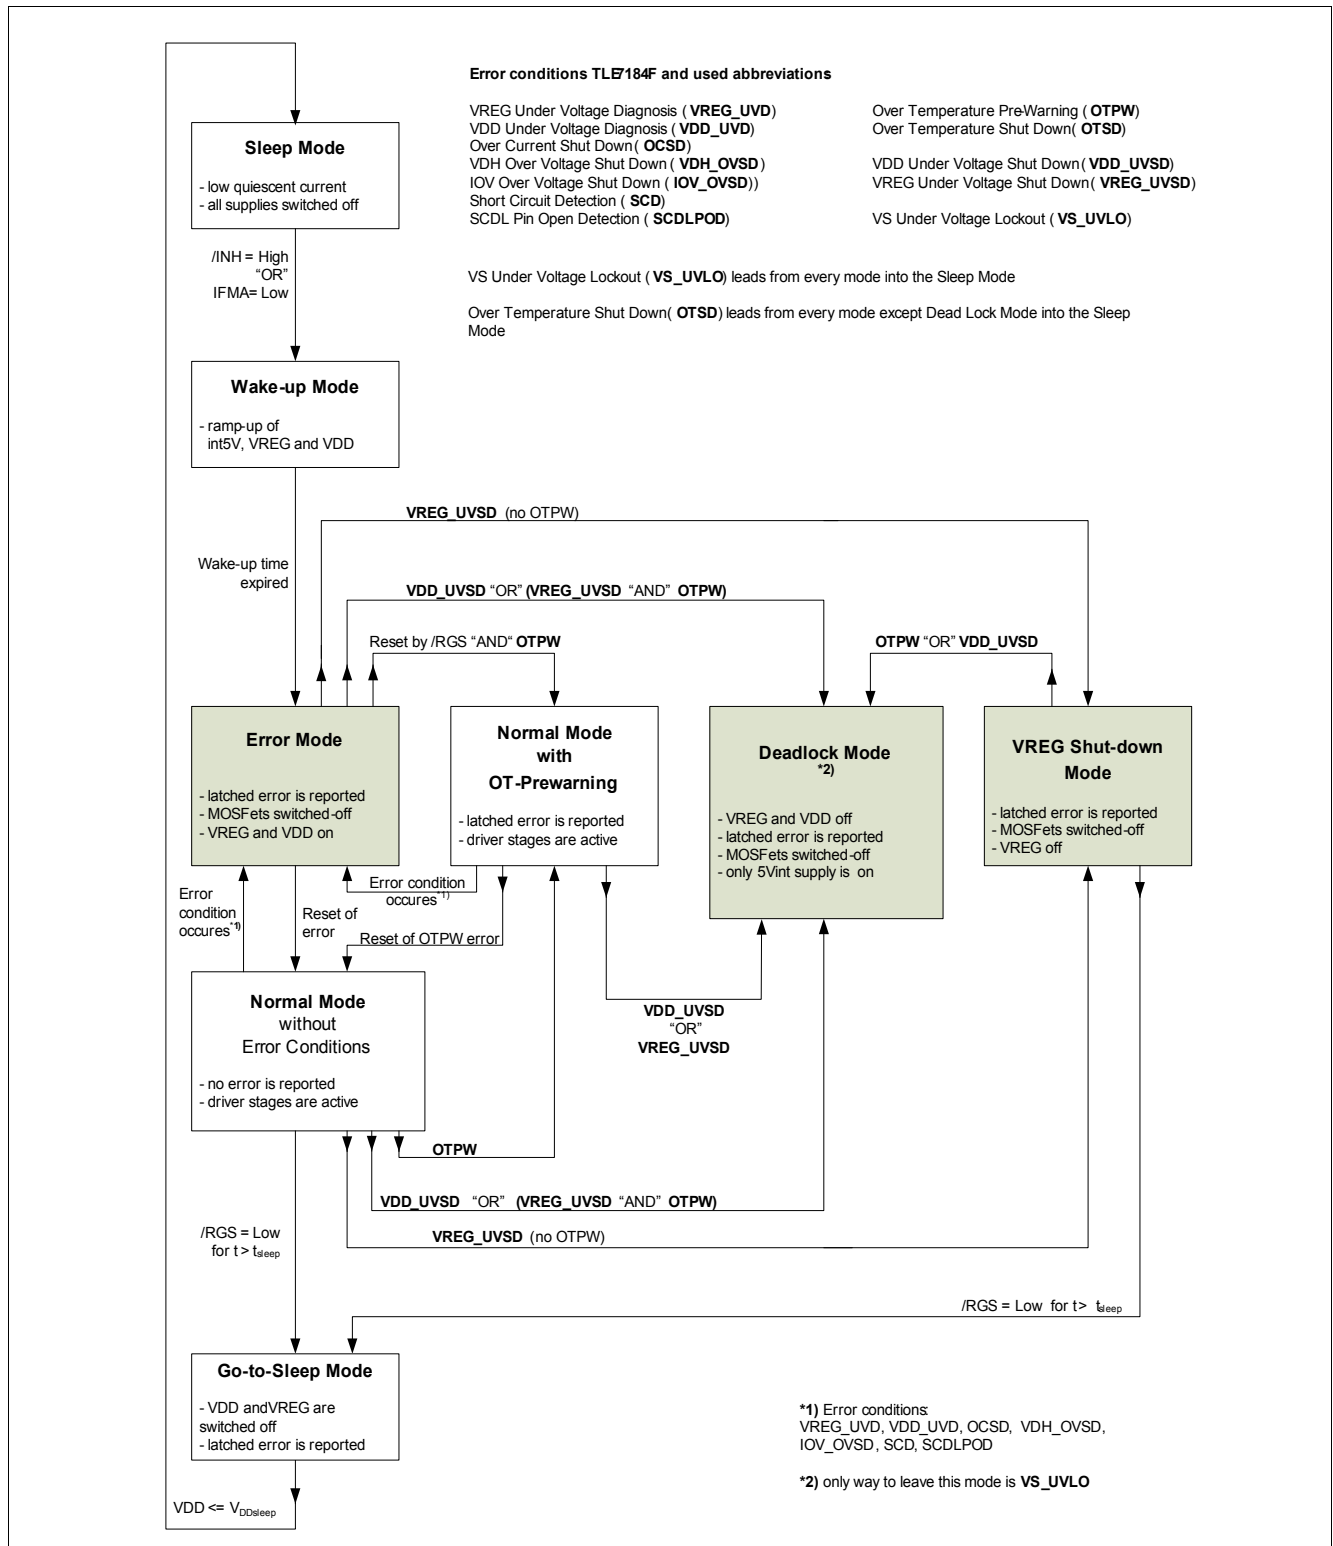 Error conditions TLE7184F and used abbreviations
VREG Under Voltage Diagnosis ( VREG_UVD)
Over Temperature Pre-Warning ( OTPW)
VDD Under Voltage Diagnosis ( VDD_UVD)
Over Temperature Shut Down( OTSD)
Over Current Shut Down( OCSD)
VDH Over Voltage Shut Down ( VDH_OVSD)
VDD Under Voltage Shut Down( VDD_UVSD)
IOV Over Voltage Shut Down ( IOV_OVSD))
VREG Under Voltage Shut Down( VREG_UVSD)
Short Circuit Detection ( SCD)
SCDL Pin Open Detection ( SCDLPOD)
VS Under Voltage Lockout ( VS_UVLO)
VS Under Voltage Lockout ( VS_UVLO) leads from every mode into the Sleep Mode
Over Temperature Shut Down( OTSD) leads from every mode except Dead Lock Mode into the Sleep
Mode
Sleep Mode
- low quiescent current
- all supplies switched off
/INH = High
“OR”
IFMA= Low
Wake-up Mode
- ramp-up of
int5V, VREG and VDD
Wake-up time
expired
VREG_UVSD (no OTPW)
VDD_UVSD “OR” (VREG_UVSD “AND” OTPW)
Reset by /RGS “AND“ OTPW
OTPW “OR” VDD_UVSD
Error Mode
- latched error is reported
- MOSFets switched-off
- VREG and VDD on
Normal Mode
with
OT-Prewarning
- latched error is reported
- driver stages are active
Deadlock Mode
*2)
- VREG and VDD off
- latched error is reported
- MOSFets switched-off
- only 5Vint supply is on
VREG Shut-down
Mode
- latched error is reported
- MOSFets switched-off
- VREG off
Error
condition
occures*1)
Reset of
error
Error condition
occures*1)
Reset of OTPW error
VDD_UVSD
“OR”
VREG_UVSD
Normal Mode
without
Error Conditions
- no error is reported
- driver stages are active
OTPW
VDD_UVSD “OR” (VREG_UVSD “AND” OTPW)
VREG_UVSD (no OTPW)
/RGS = Low
for t > tsleep
/RGS = Low for t> tsleep
Go-to-Sleep Mode
- VDD andVREG are
switched off
- latched error is reported
VDD <= VDDsleep
*1) Error conditions:
VREG_UVD, VDD_UVD, OCSD, VDH_OVSD,
IOV_OVSD, SCD, SCDLPOD
*2) only way to leave this mode is VS_UVLO